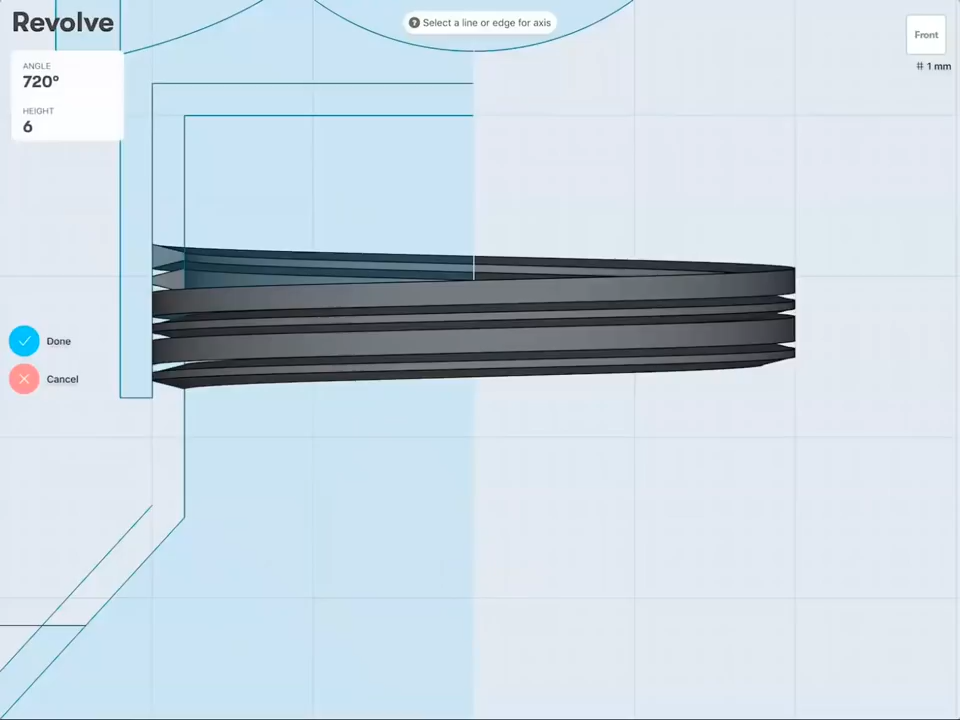 Revolve
Select a line or edge for axis
Front
1 mm
ANGLE
720°
HEIGHT
6
Done
Cancel